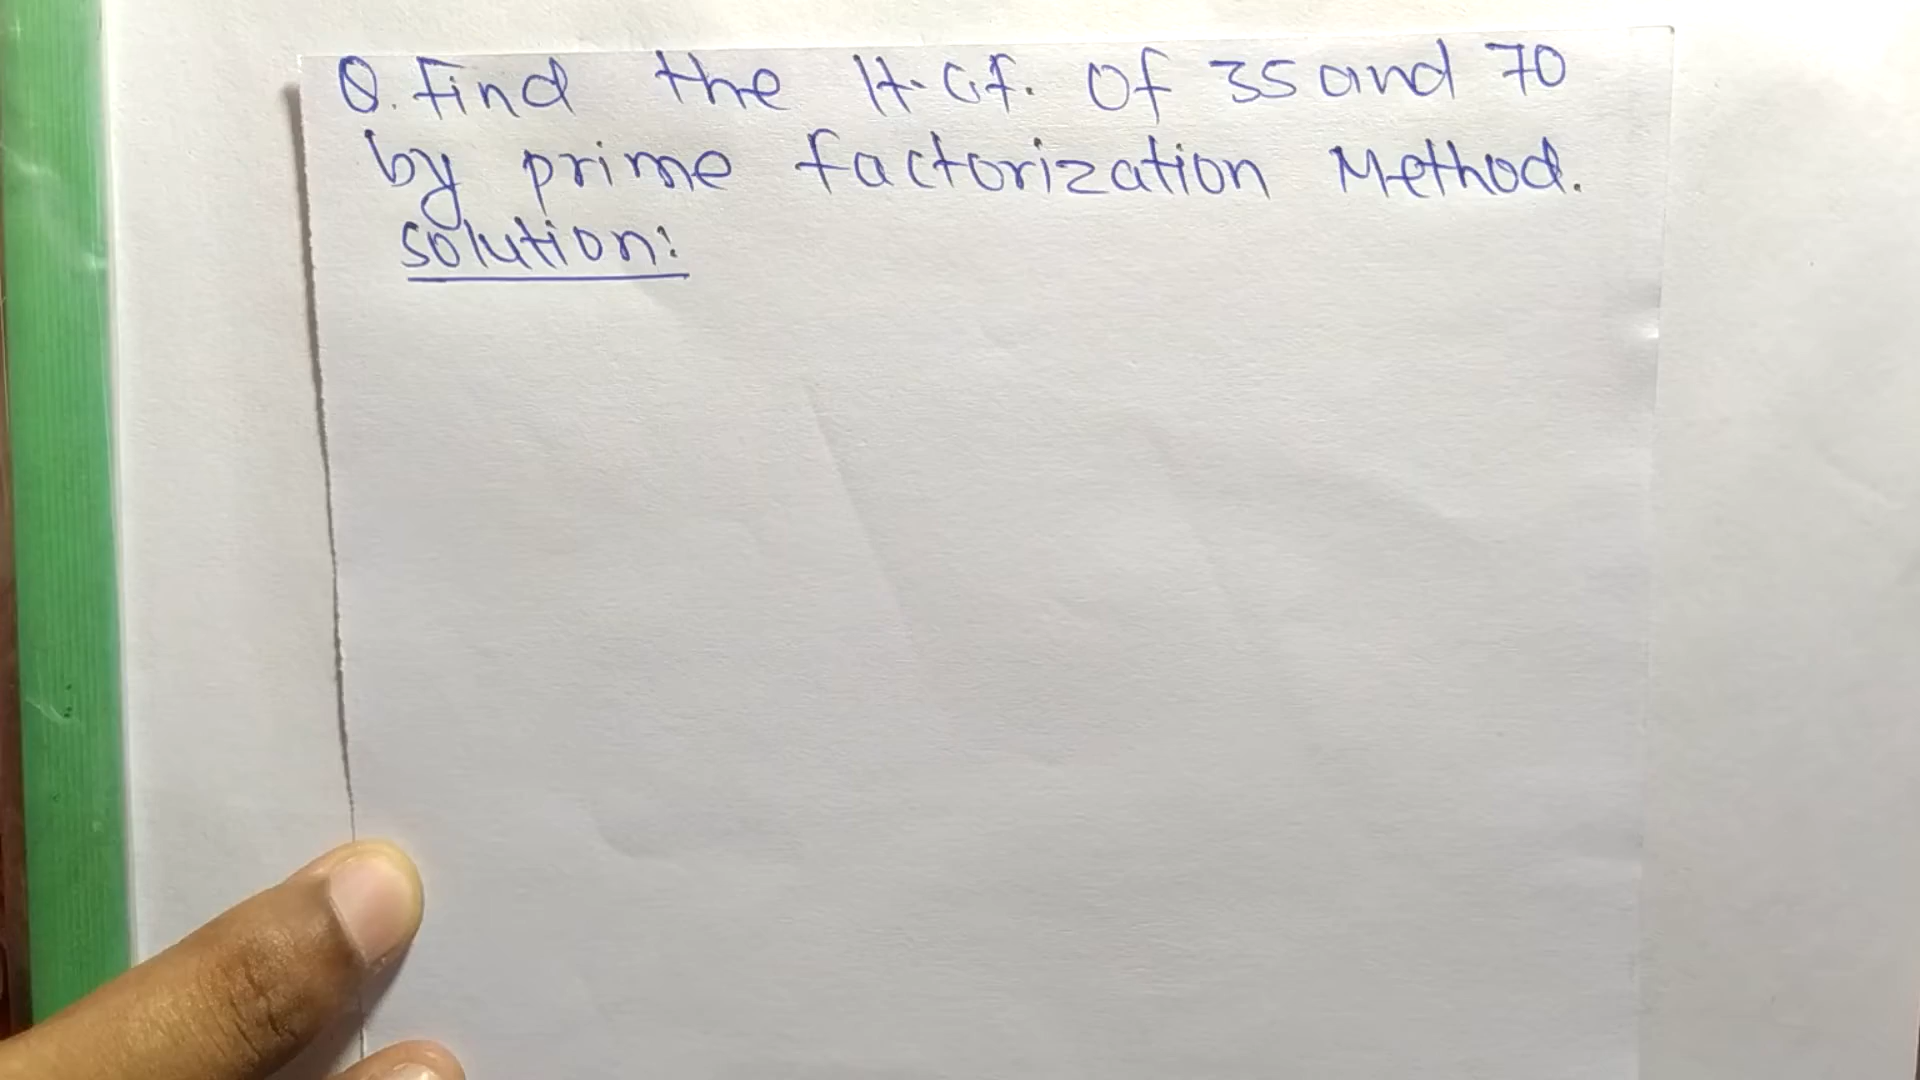 Q. Find the H.C.f. Of 35 and 70
by prime factorization Method.
solution: